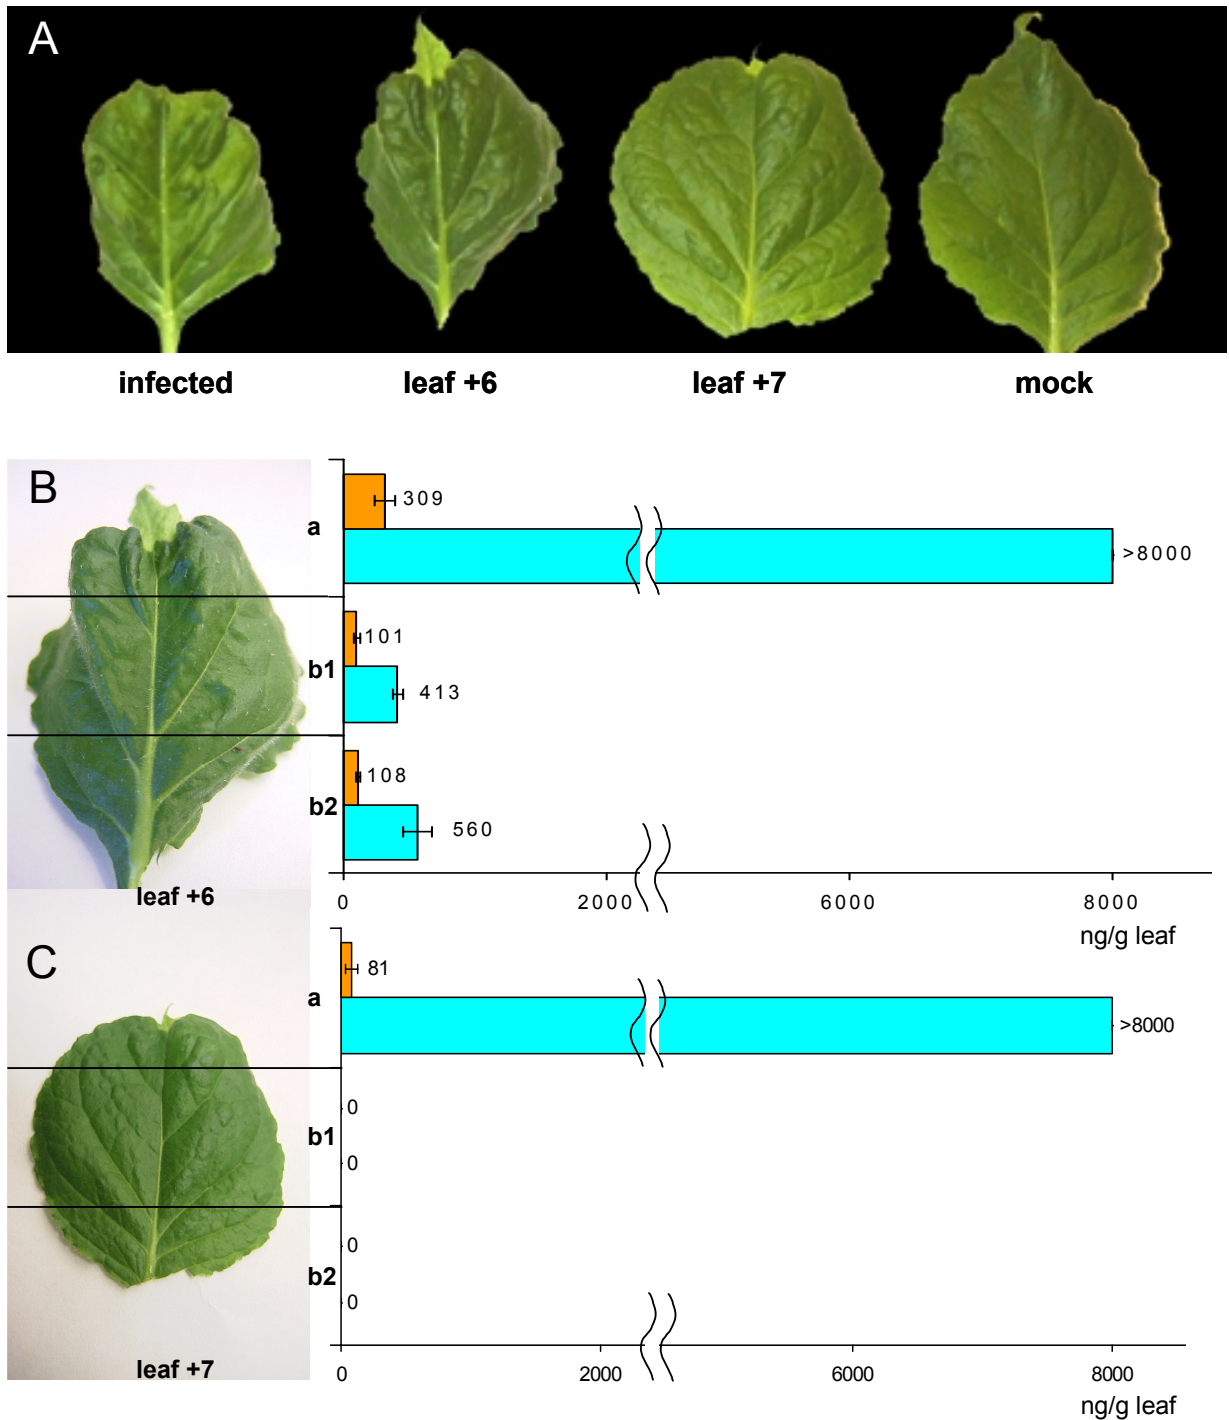 A
infected leaf +6 leaf +7 mock
B
a
309
>8000
b1
101
413
b2
108
560
leaf +6
0 2000 6000 8000
ng/g leaf
C
a
81
>8000
b1
0
0
b2
0
0
leaf +7
0 2000 6000 8000
ng/g leaf